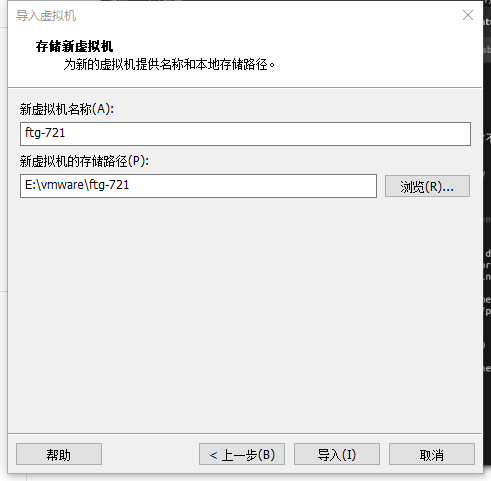 导入虚拟机
存储新虚拟机
为新的虚拟机提供名称和本地存储路径。
新虚拟机名称(A):
ftg-721
新虚拟机的存储路径(P):
E:\vmware\ftg-721
浏览(R)...
帮助
< 上一步(B)
导入(I)
取消